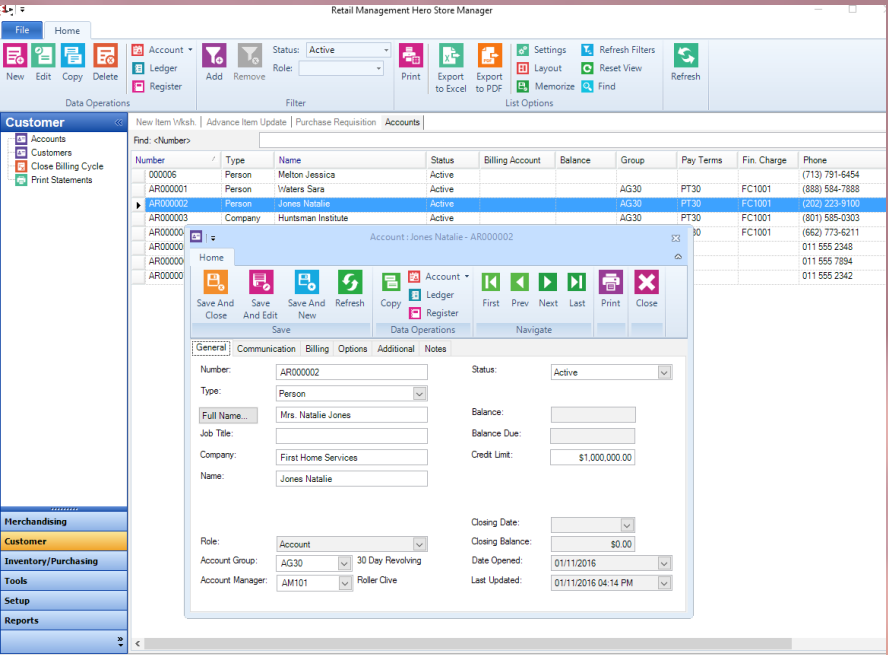 Retail Management Hero Store Manager
File Home
New Edit Copy Delete Account Ledger Register Data Operations
Add Remove Status: Active Role: Filter
Print Export to Excel Export to PDF Settings Layout Memorize Refresh Filters Reset View Find List Options
Refresh
Customer «
Accounts
Customers
Close Billing Cycle
Print Statements
New Item Wksh. Advance Item Update Purchase Requisition Accounts
Find: <Number>
Number / Type Name Status Billing Account Balance Group Pay Terms Fin. Charge Phone
000006 Person Melton Jessica Active (713) 791-6454
AR000001 Person Waters Sara Active AG30 PT30 FC1001 (888) 584-7888
AR000002 Person Jones Natalie Active AG30 PT30 FC1001 (202) 223-9100
AR000003 Company Huntsman Institute Active AG30 PT30 FC1001 (801) 585-0303
AR00000 30 FC1001 (662) 773-6211
AR00000 011 555 2348
AR00000 011 555 7894
AR00000 011 555 2342
Account : Jones Natalie - AR000002
Home
Save And Close Save And Edit Save And New Refresh Save
Copy Account Ledger Register Data Operations
First Prev Next Last Navigate
Print Close
General Communication Billing Options Additional Notes
Number: AR000002 Status: Active
Type: Person
Full Name... Mrs. Natalie Jones Balance:
Job Title: Balance Due:
Company: First Home Services Credit Limit: $1,000,000.00
Name: Jones Natalie
Closing Date:
Role: Account Closing Balance: $0.00
Account Group: AG30 30 Day Revolving Date Opened: 01/11/2016
Account Manager: AM101 Roller Clive Last Updated: 01/11/2016 04:14 PM
Merchandising
Customer
Inventory/Purchasing
Tools
Setup
Reports
»